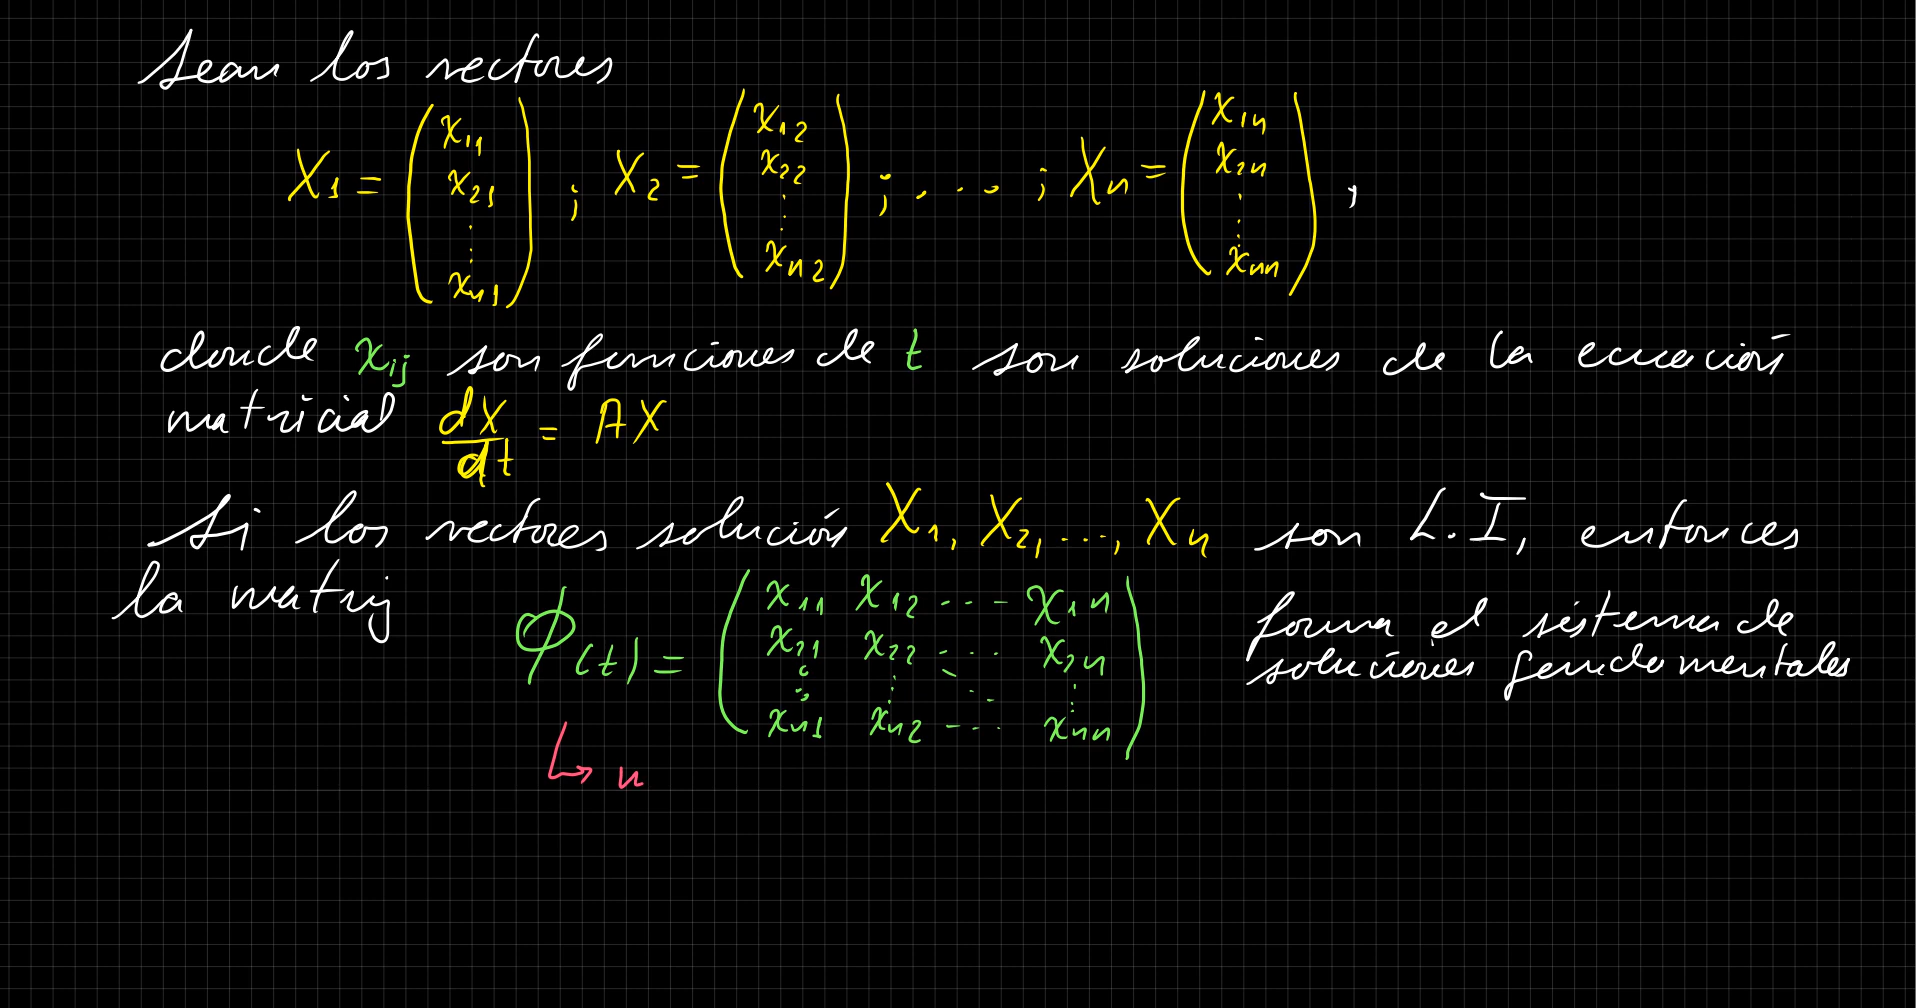 Sean los vectores
X₁ = (x₁₁ x₂₁ ⋮ xₙ₁) ; X₂ = (x₁₂ x₂₂ ⋮ xₙ₂) ; . . . ; Xₙ = (x₁ₙ x₂ₙ ⋮ xₙₙ) ,
donde xᵢⱼ son funciones de t son soluciones de la ecuación
matricial dX/dt = AX
Si los vectores solución X₁, X₂, ..., Xₙ son L.I, entonces
la matriz φ(t) = (x₁₁ x₁₂ ... x₁ₙ
x₂₁ x₂₂ ... x₂ₙ
⋮ ⋮ ⋱ ⋮
xₙ₁ xₙ₂ ... xₙₙ) forma el sistema de
soluciones fundamentales
↳ n